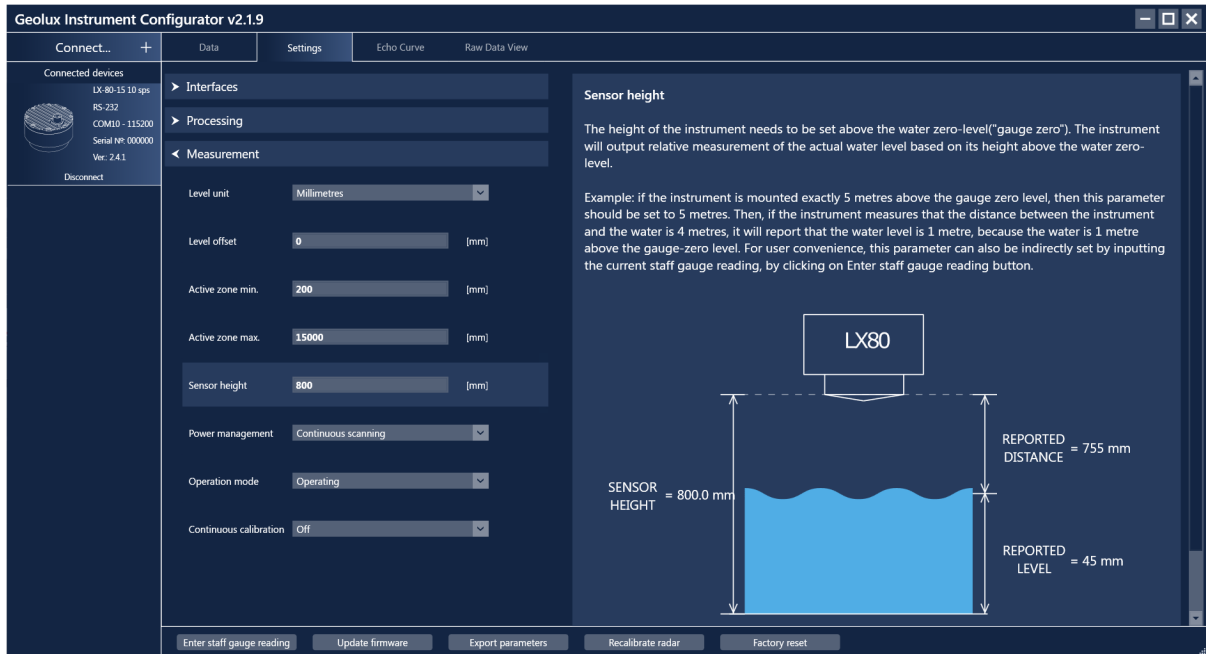 Geolux Instrument Configurator v2.1.9
Connect... +
Data
Settings
Echo Curve
Raw Data View
Connected devices
LX-80-15 10 sps
RS-232
COM10 - 115200
Serial №: 000000
Ver.: 2.4.1
Disconnect
Interfaces
Processing
Measurement
Level unit Millimetres
Level offset 0 [mm]
Active zone min. 200 [mm]
Active zone max. 15000 [mm]
Sensor height 800 [mm]
Power management Continuous scanning
Operation mode Operating
Continuous calibration Off
Sensor height
The height of the instrument needs to be set above the water zero-level("gauge zero"). The instrument
will output relative measurement of the actual water level based on its height above the water zero-
level.
Example: if the instrument is mounted exactly 5 metres above the gauge zero level, then this parameter
should be set to 5 metres. Then, if the instrument measures that the distance between the instrument
and the water is 4 metres, it will report that the water level is 1 metre, because the water is 1 metre
above the gauge-zero level. For user convenience, this parameter can also be indirectly set by inputting
the current staff gauge reading, by clicking on Enter staff gauge reading button.
LX80
REPORTED
DISTANCE = 755 mm
SENSOR
HEIGHT = 800.0 mm
REPORTED
LEVEL = 45 mm
Enter staff gauge reading
Update firmware
Export parameters
Recalibrate radar
Factory reset